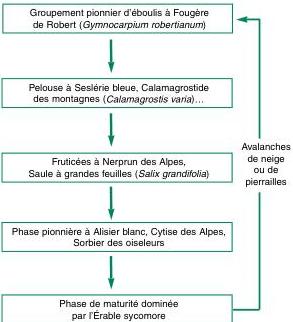 Groupement pionnier d'éboulis à Fougère
de Robert (Gymnocarpium robertianum)
Pelouse à Seslérie bleue, Calamagrostide
des montagnes (Calamagrostis varia)…
Avalanches
de neige
ou de
pierrailles
Fruticées à Nerprun des Alpes,
Saule à grandes feuilles (Salix grandifolia)
Phase pionnière à Alisier blanc, Cytise des Alpes,
Sorbier des oiseleurs
Phase de maturité dominée
par l'Érable sycomore